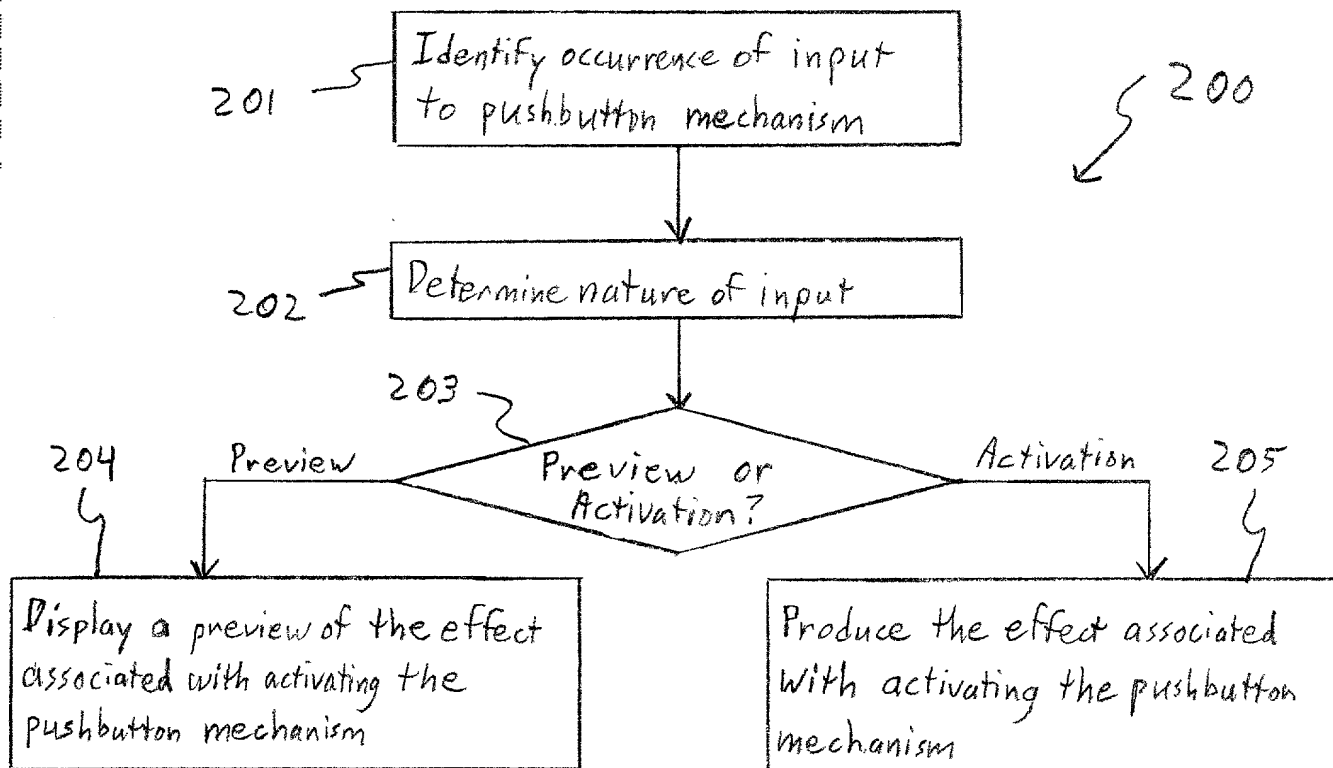 Identify occurrence of input
to pushbutton mechanism
201
200
Determine nature of input
202
203
Preview or
Activation?
Preview
Activation
204
205
Display a preview of the effect
associated with activating the
pushbutton mechanism
Produce the effect associated
with activating the pushbutton
mechanism